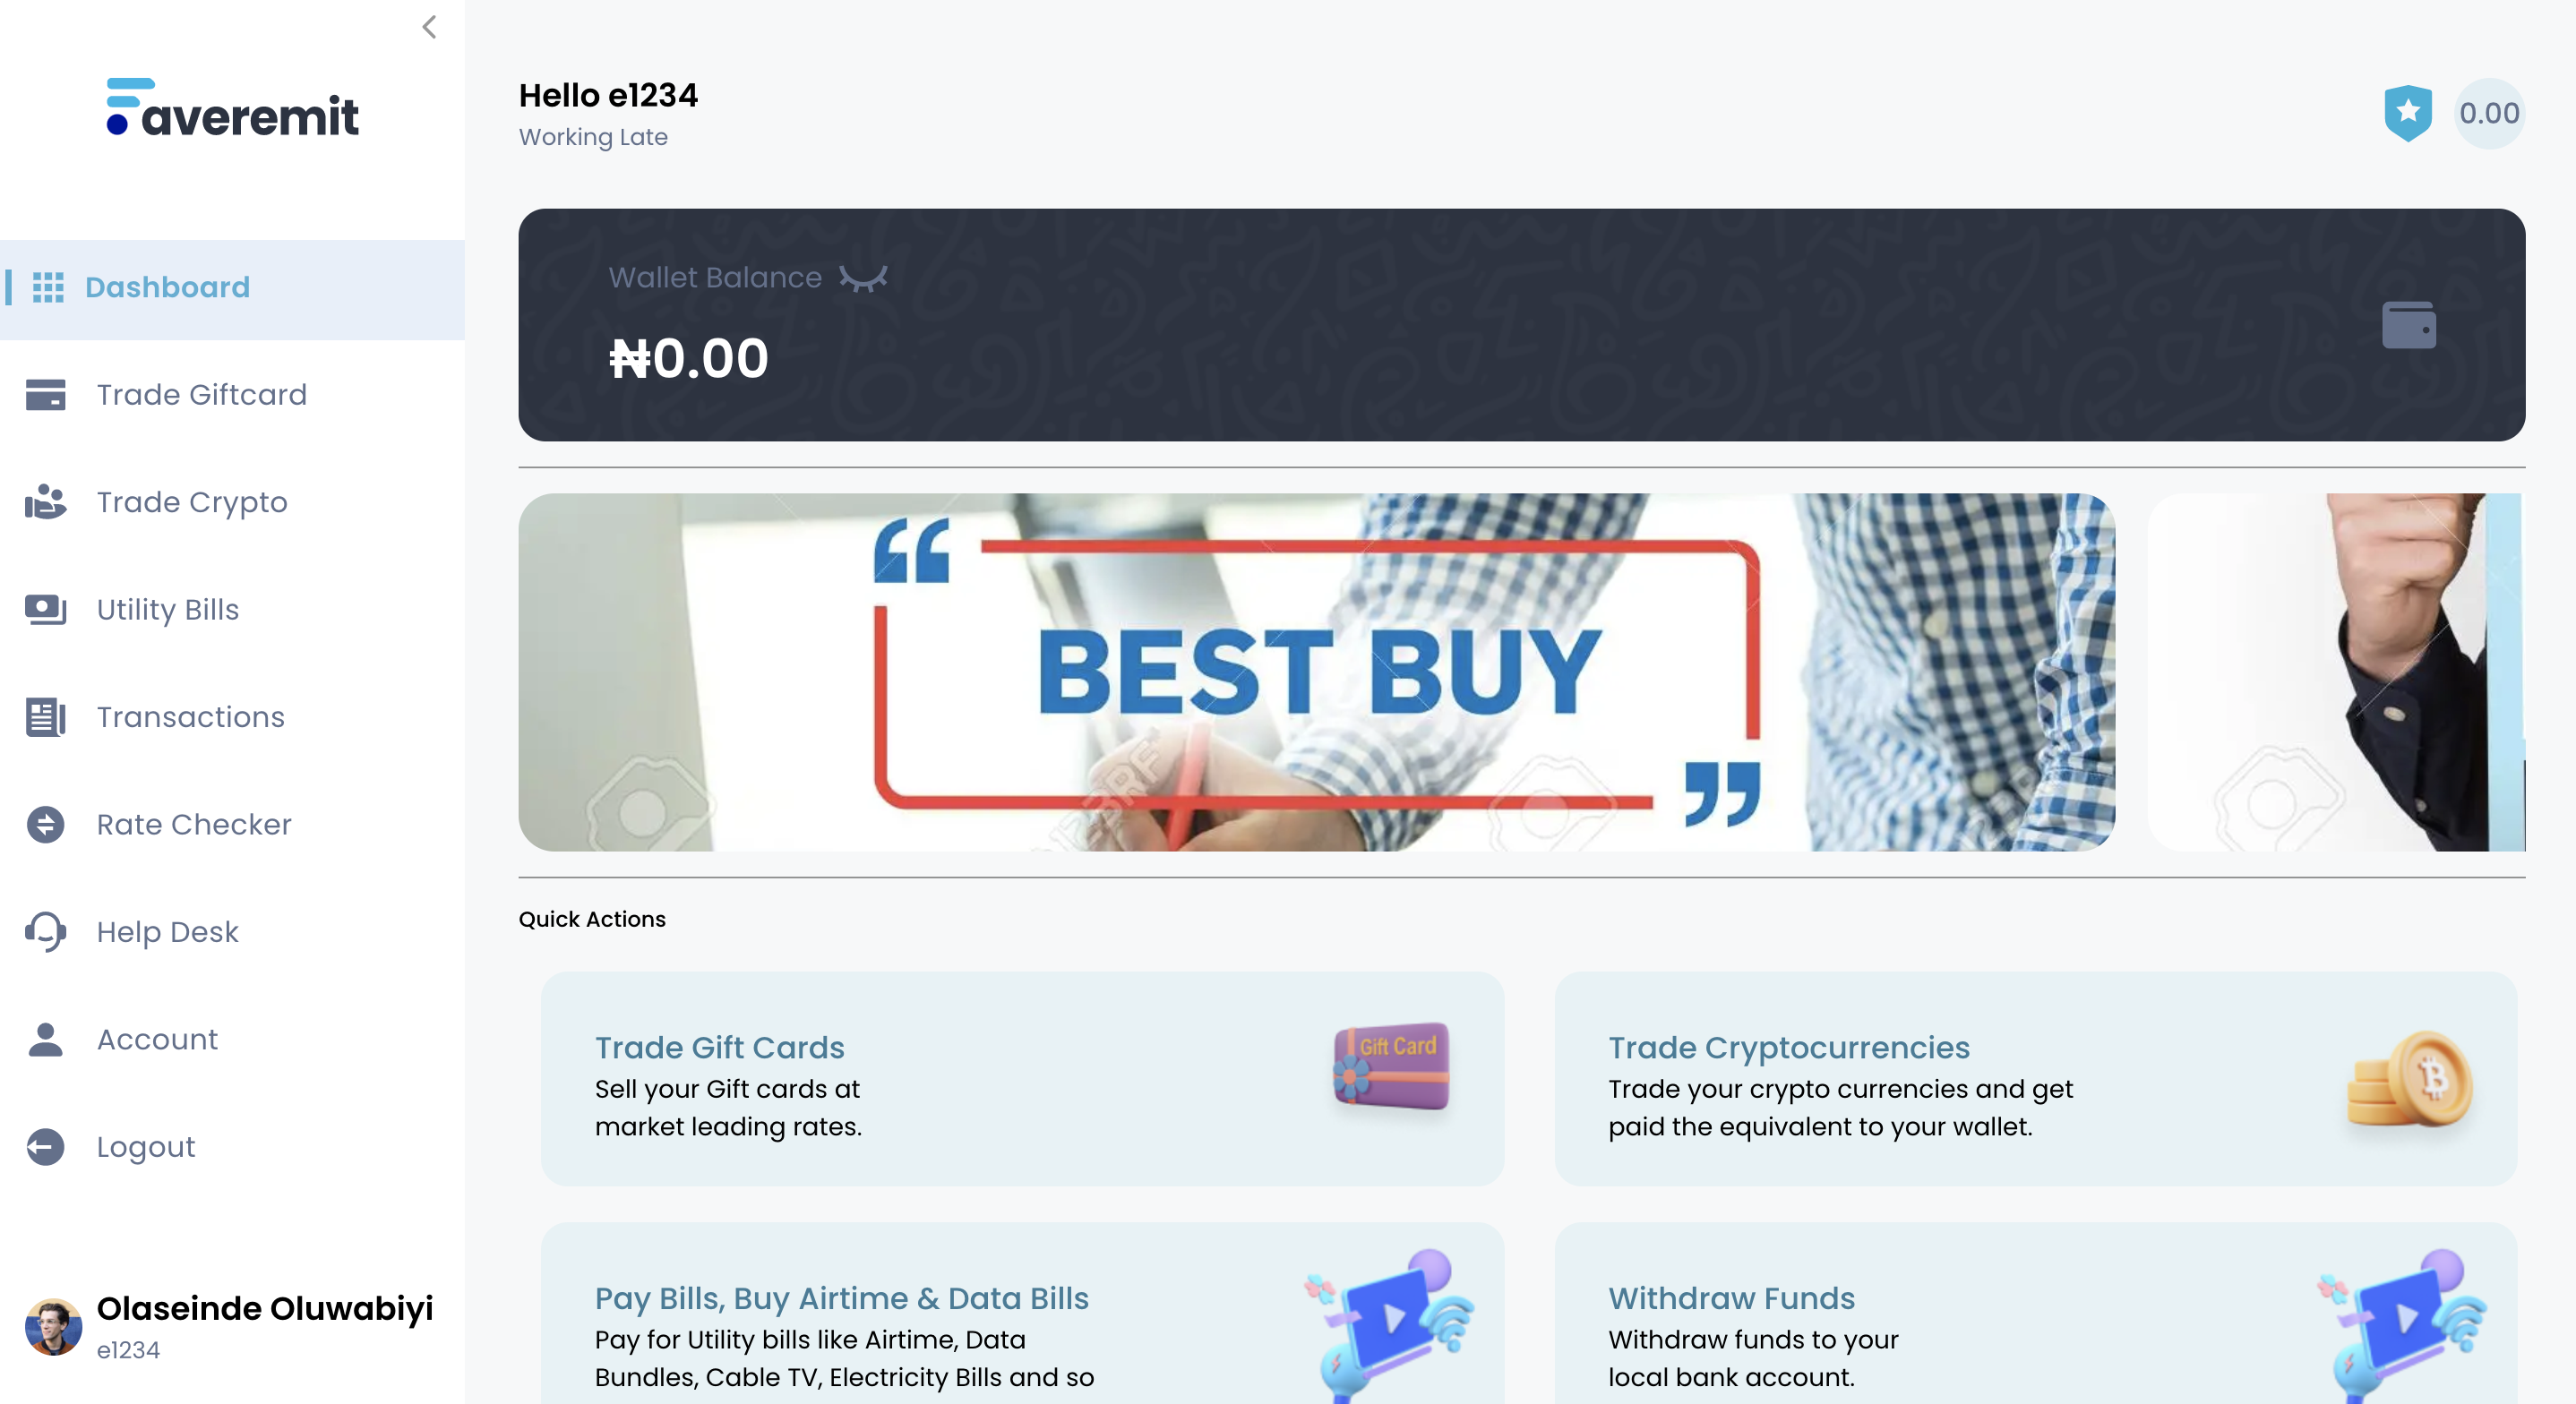 Faveremit
Dashboard
Trade Giftcard
Trade Crypto
Utility Bills
Transactions
Rate Checker
Help Desk
Account
Logout
Olaseinde Oluwabiyi
e1234
Hello e1234
Working Late
0.00
Wallet Balance
₦0.00
“
BEST BUY
”
Quick Actions
Trade Gift Cards
Sell your Gift cards at
market leading rates.
Gift Card
Trade Cryptocurrencies
Trade your crypto currencies and get
paid the equivalent to your wallet.
Pay Bills, Buy Airtime & Data Bills
Pay for Utility bills like Airtime, Data
Bundles, Cable TV, Electricity Bills and so
Withdraw Funds
Withdraw funds to your
local bank account.